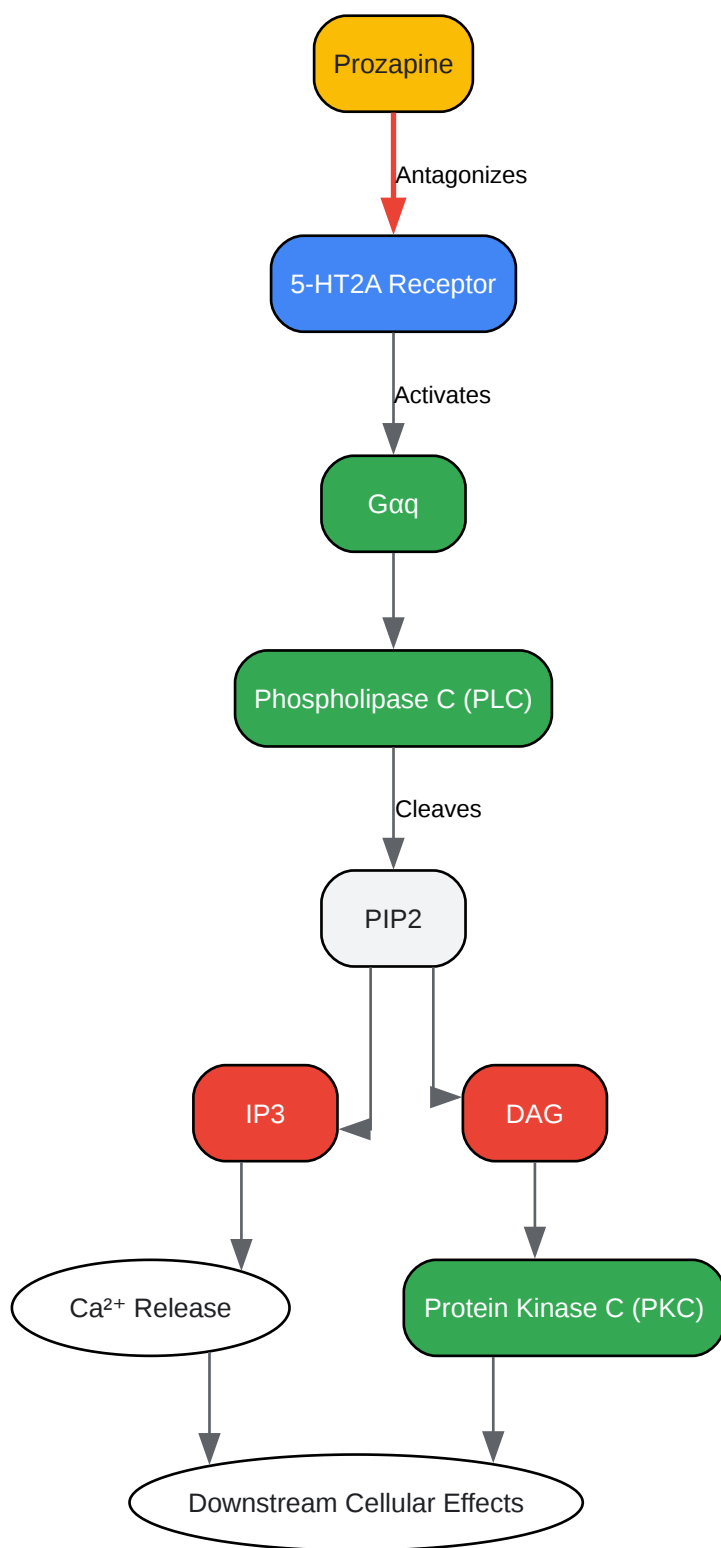 Prozapine
Antagonizes
5-HT2A Receptor
Activates
Gαq
Phospholipase C (PLC)
Cleaves
PIP2
IP3
DAG
Ca²⁺ Release
Protein Kinase C (PKC)
Downstream Cellular Effects